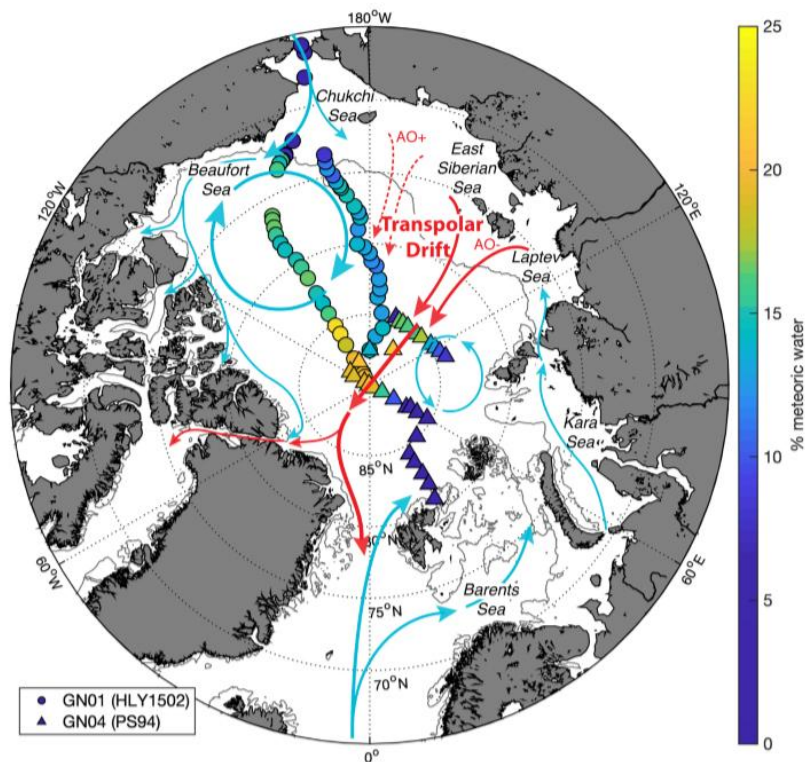 180°W
25
Chukchi
Sea
AO+
East
Siberian
Sea
Beaufort
Sea
120°W
120°E
20
Transpolar
Drift
AO-
Laptev
Sea
15
% meteoric water
Kara
Sea
10
85°N
80°N
60°W
60°E
75°N
Barents
Sea
5
70°N
GN01 (HLY1502)
GN04 (PS94)
0°
0